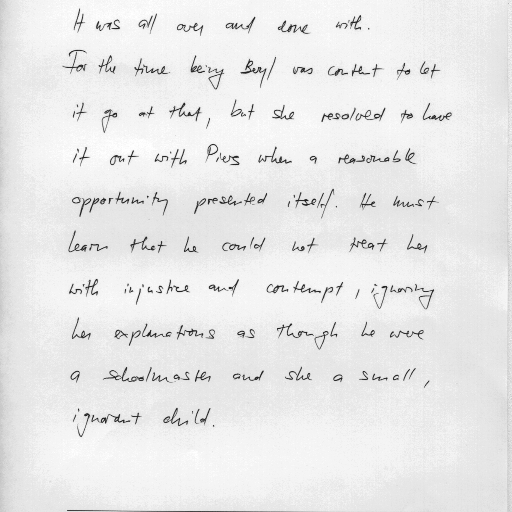 It was all over and done with.
For the time being Beryl was content to let
it go at that, but she resolved to have
it out with Piers when a reasonable
opportunity presented itself. He must
learn that he could not treat her
with injustice and contempt, ignoring
her explanations as though he were
a schoolmaster and she a small,
ignorant child.